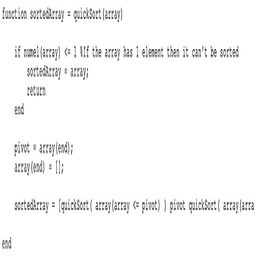 function sortedArray = quickSort(array)
if numel(array) <= 1 %If the array has 1 element then it can't be sorted
sortedArray = array;
return
end
pivot = array(end);
array(end) = [];
sortedArray = [quickSort( array(array <= pivot) ) pivot quickSort( array(arra
end